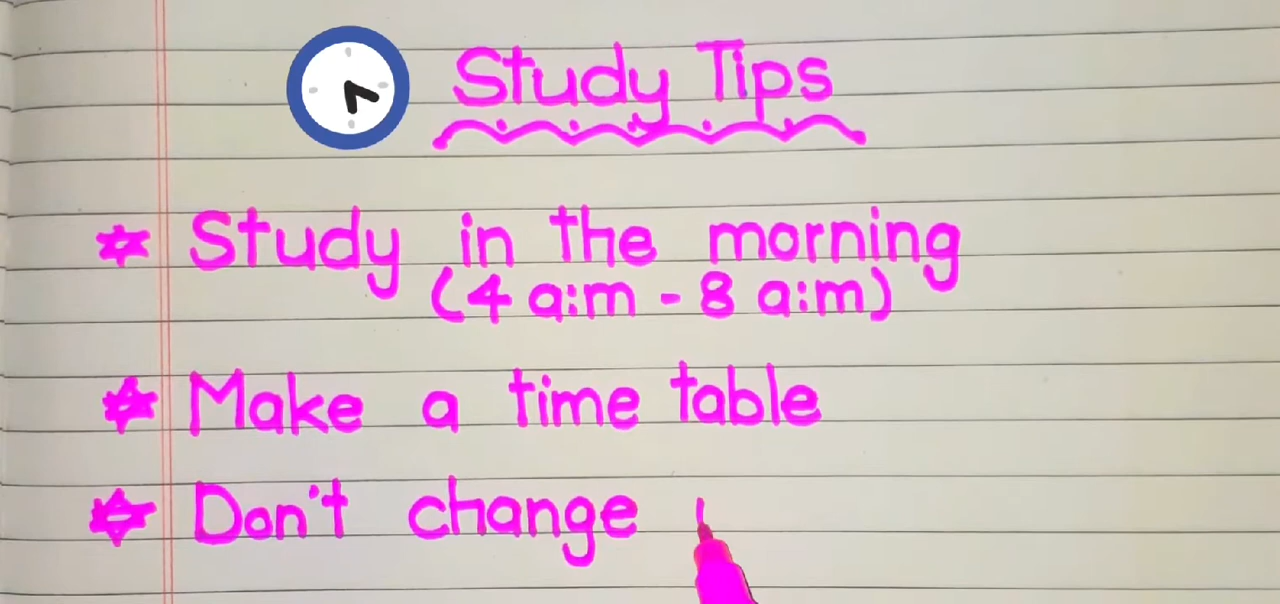 Study Tips
Study in the morning
(4 a:m - 8 a:m)
Make a time table
Don't change